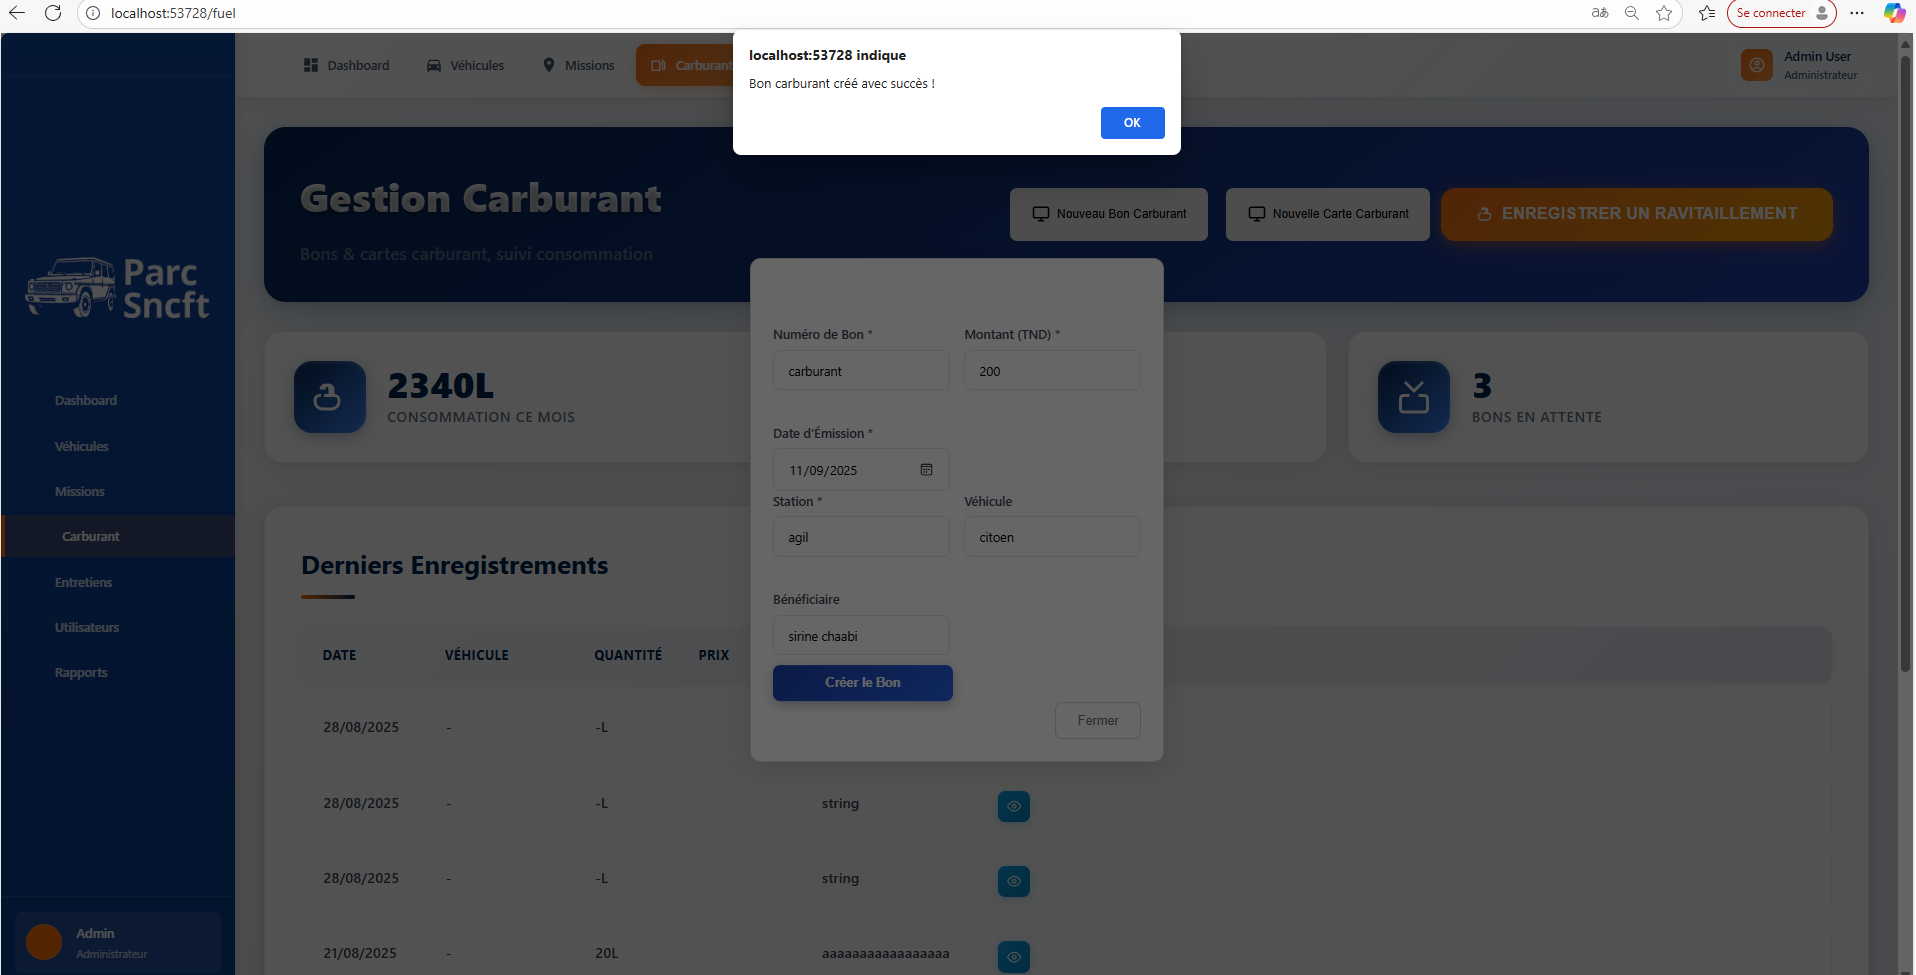 localhost:53728/fuel
aあ
Se connecter
localhost:53728 indique
Bon carburant créé avec succès !
OK
Dashboard
Véhicules
Missions
Carburant
Admin User
Administrateur
Gestion Carburant
Bons & cartes carburant, suivi consommation
Nouveau Bon Carburant
Nouvelle Carte Carburant
ENREGISTRER UN RAVITAILLEMENT
Parc
Sncft
Dashboard
Véhicules
Missions
Carburant
Entretiens
Utilisateurs
Rapports
Admin
Administrateur
2340L
CONSOMMATION CE MOIS
3
BONS EN ATTENTE
Numéro de Bon *
Montant (TND) *
carburant
200
Date d'Émission *
11/09/2025
Station *
Véhicule
agil
citoen
Bénéficiaire
sirine chaabi
Créer le Bon
Fermer
Derniers Enregistrements
DATE VÉHICULE QUANTITÉ PRIX
28/08/2025 - -L
28/08/2025 - -L string
28/08/2025 - -L string
21/08/2025 - 20L aaaaaaaaaaaaaaaaa